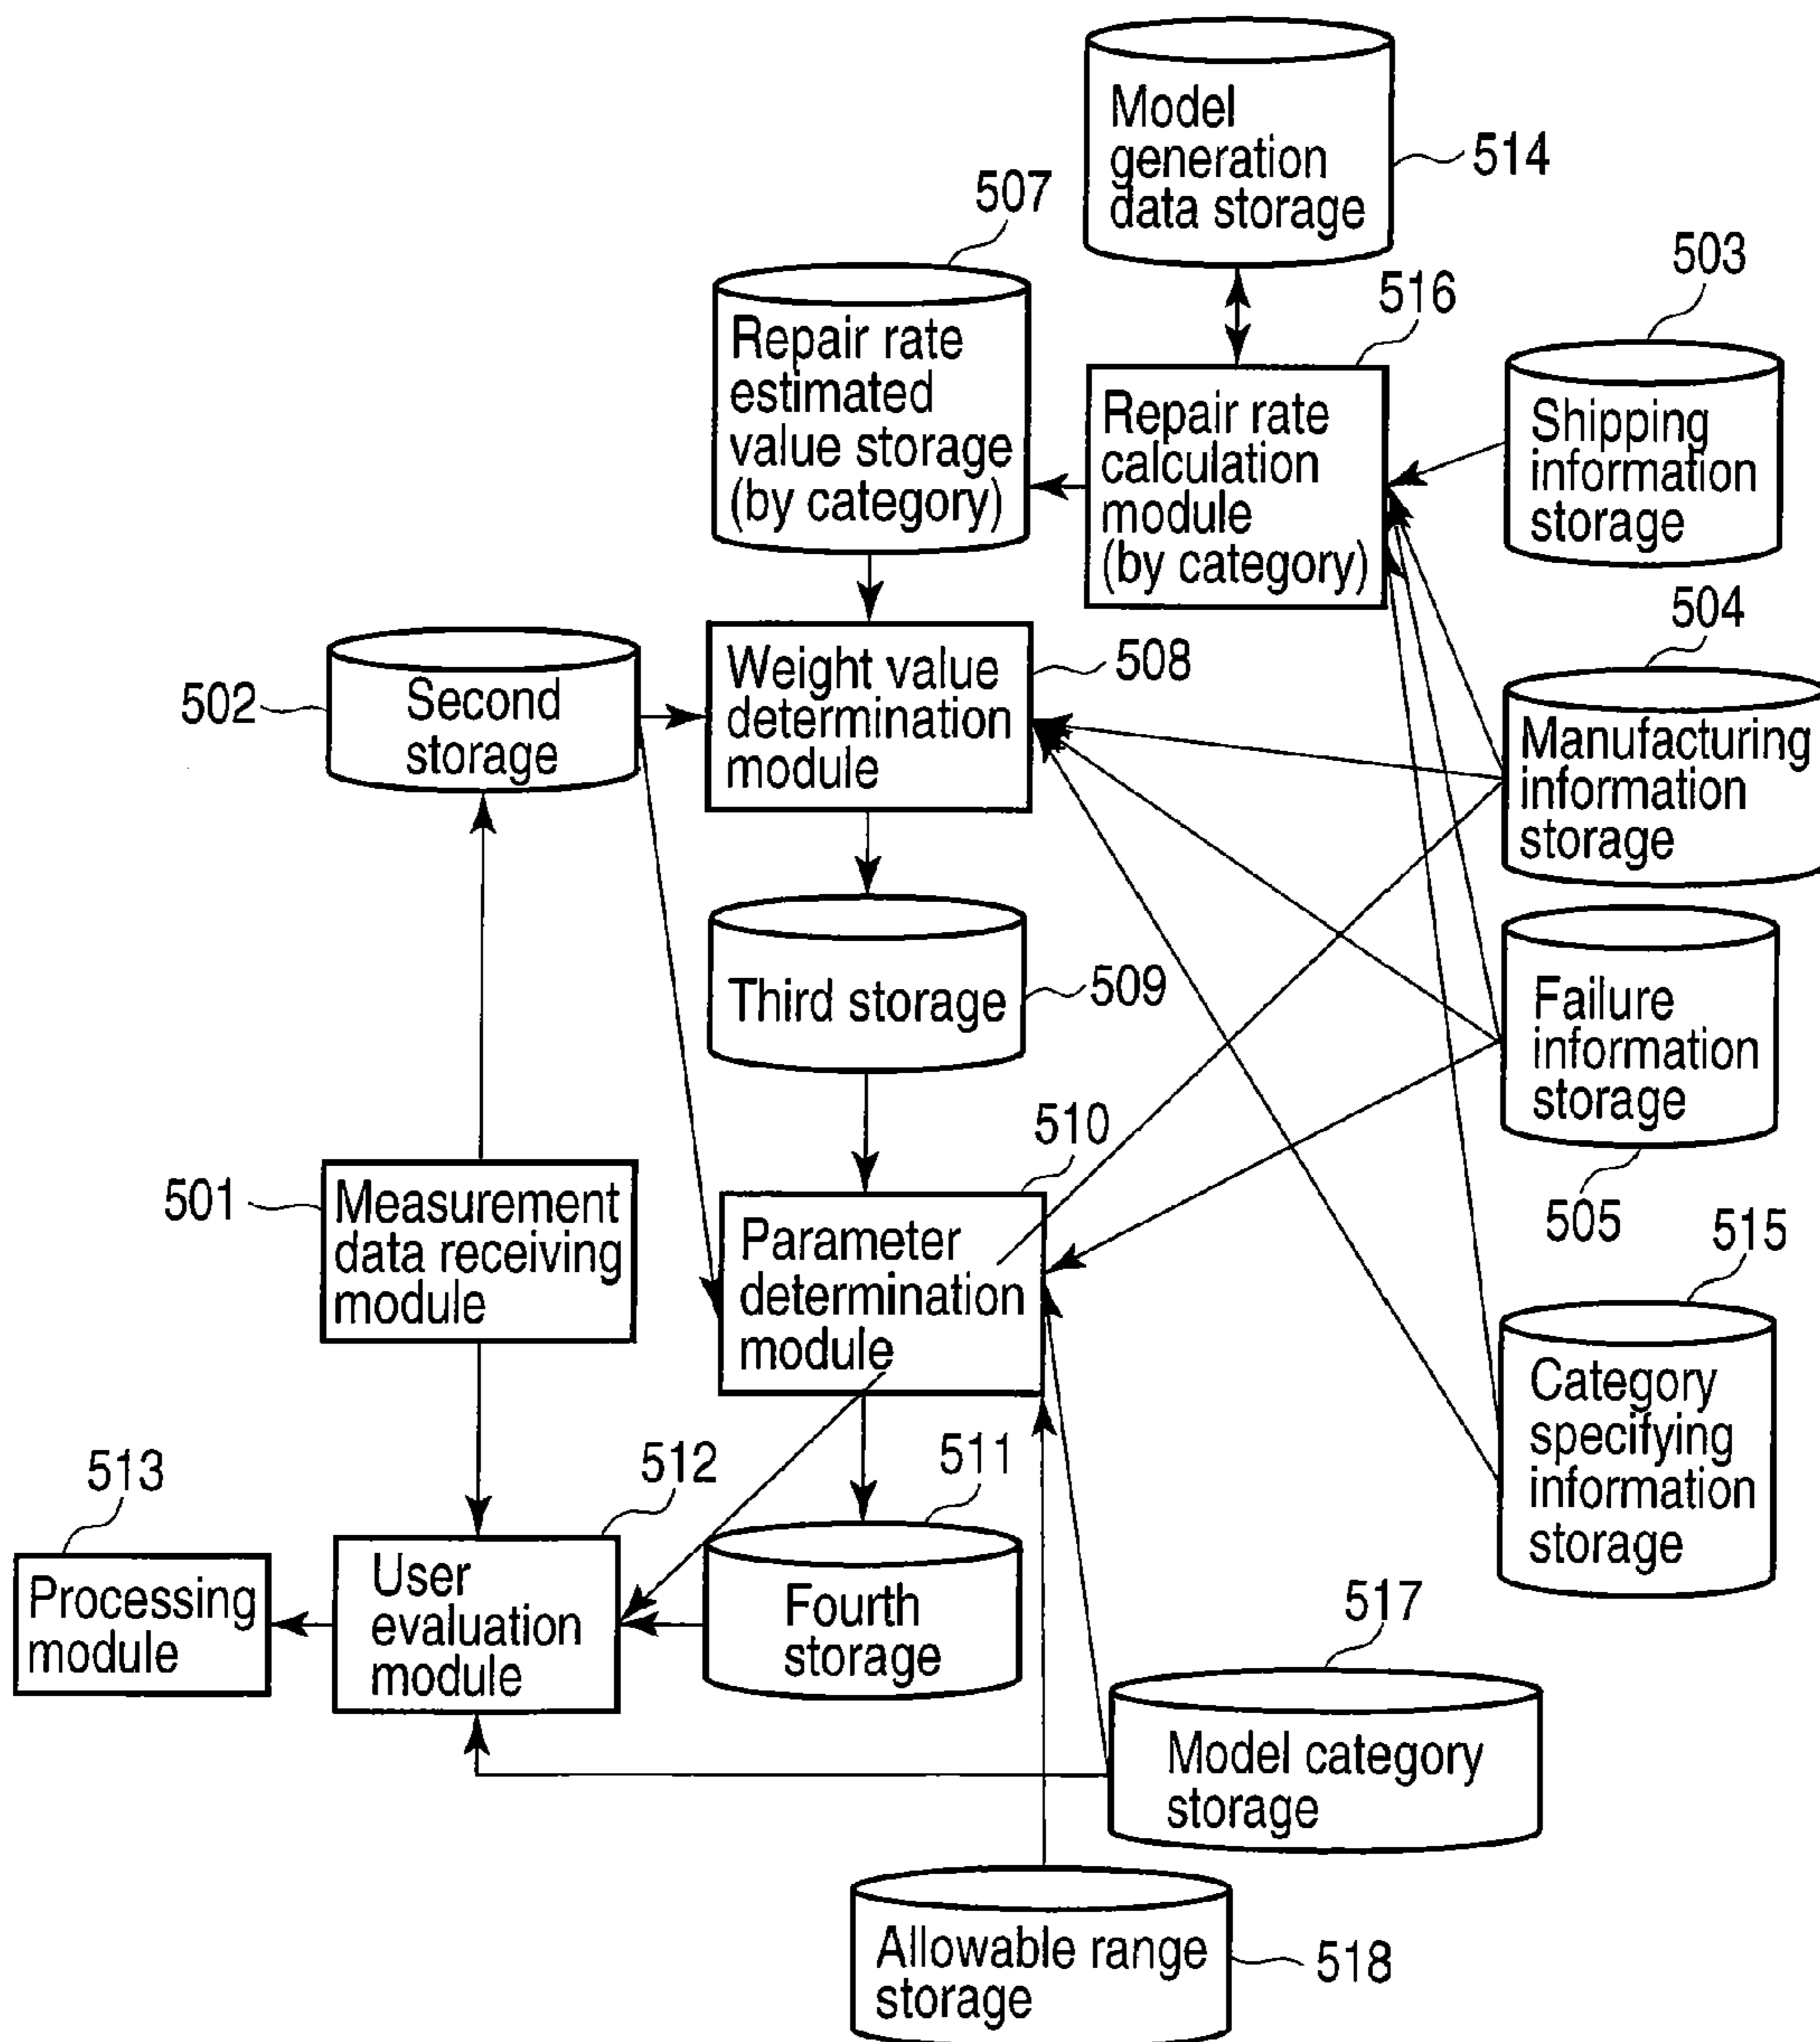 Model
generation
data storage
514
507
503
516
Repair rate
estimated
value storage
(by category)
Repair rate
calculation
module
(by category)
Shipping
information
storage
504
508
502
Second
storage
Weight value
determination
module
Manufacturing
information
storage
Third storage
509
Failure
information
storage
505
510
501
Measurement
data receiving
module
Parameter
determination
module
515
Category
specifying
information
storage
513
512
511
Processing
module
User
evaluation
module
Fourth
storage
517
Model category
storage
Allowable range
storage
518